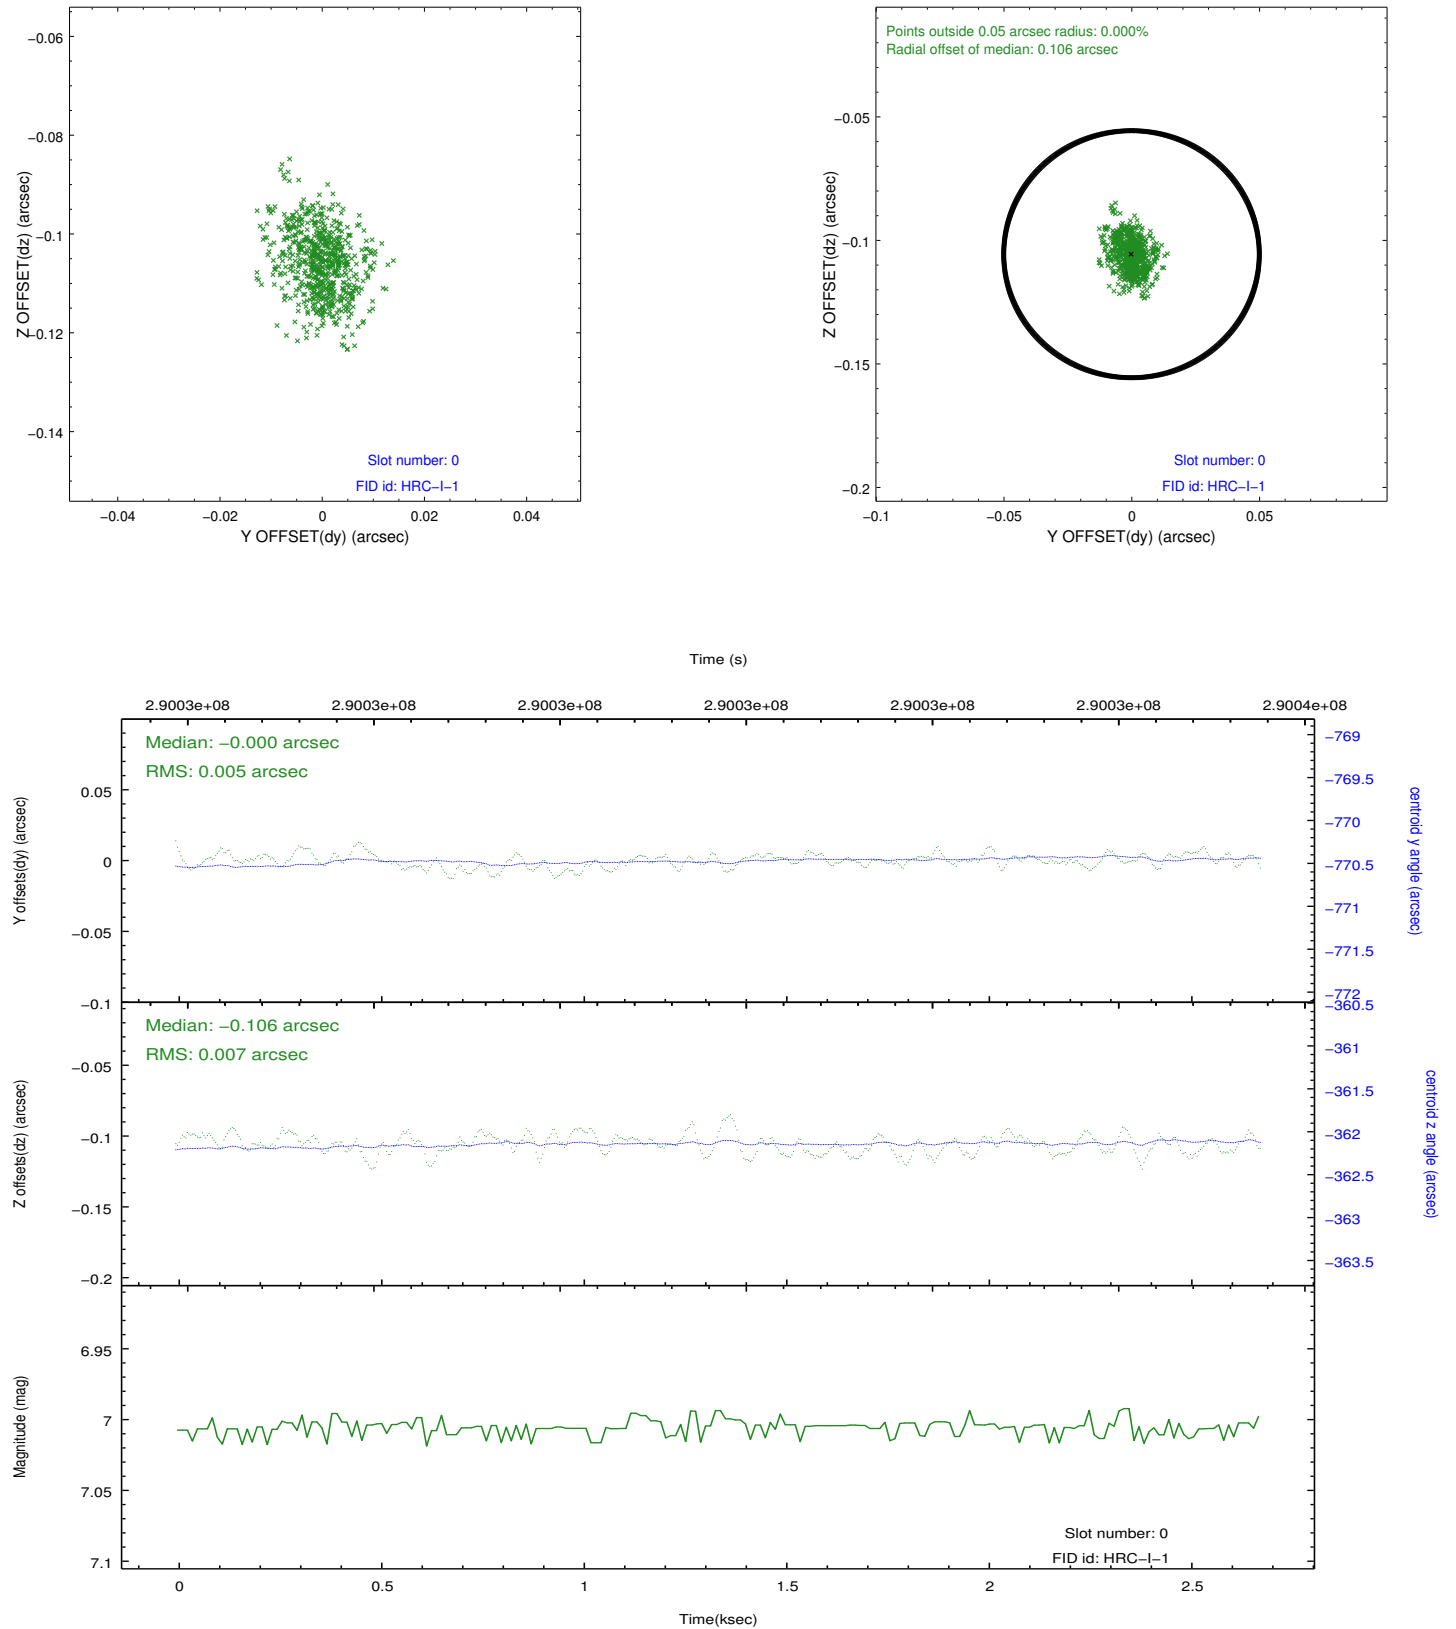 −0.06
−0.08
−0.1
−0.12
−0.14
Z OFFSET(dz) (arcsec)
Slot number: 0
FID id: HRC−I−1
−0.04 −0.02 0 0.02 0.04
Y OFFSET(dy) (arcsec)
Points outside 0.05 arcsec radius: 0.000%
Radial offset of median: 0.106 arcsec
−0.05
−0.1
−0.15
−0.2
Z OFFSET(dz) (arcsec)
Slot number: 0
FID id: HRC−I−1
−0.1 −0.05 0 0.05
Y OFFSET(dy) (arcsec)
Time (s)
2.9003e+08 2.9003e+08 2.9003e+08 2.9003e+08 2.9003e+08 2.9003e+08 2.9004e+08
Median: −0.000 arcsec
RMS: 0.005 arcsec
0.05
0
−0.05
−0.1
Y offsets(dy) (arcsec)
−769
−769.5
−770
−770.5
−771
−771.5
−772
centroid y angle (arcsec)
Median: −0.106 arcsec
RMS: 0.007 arcsec
−0.05
−0.1
−0.15
−0.2
Z offsets(dz) (arcsec)
−360.5
−361
−361.5
−362
−362.5
−363
−363.5
centroid z angle (arcsec)
6.95
7
7.05
7.1
Magnitude (mag)
Slot number: 0
FID id: HRC−I−1
0 0.5 1 1.5 2 2.5
Time(ksec)